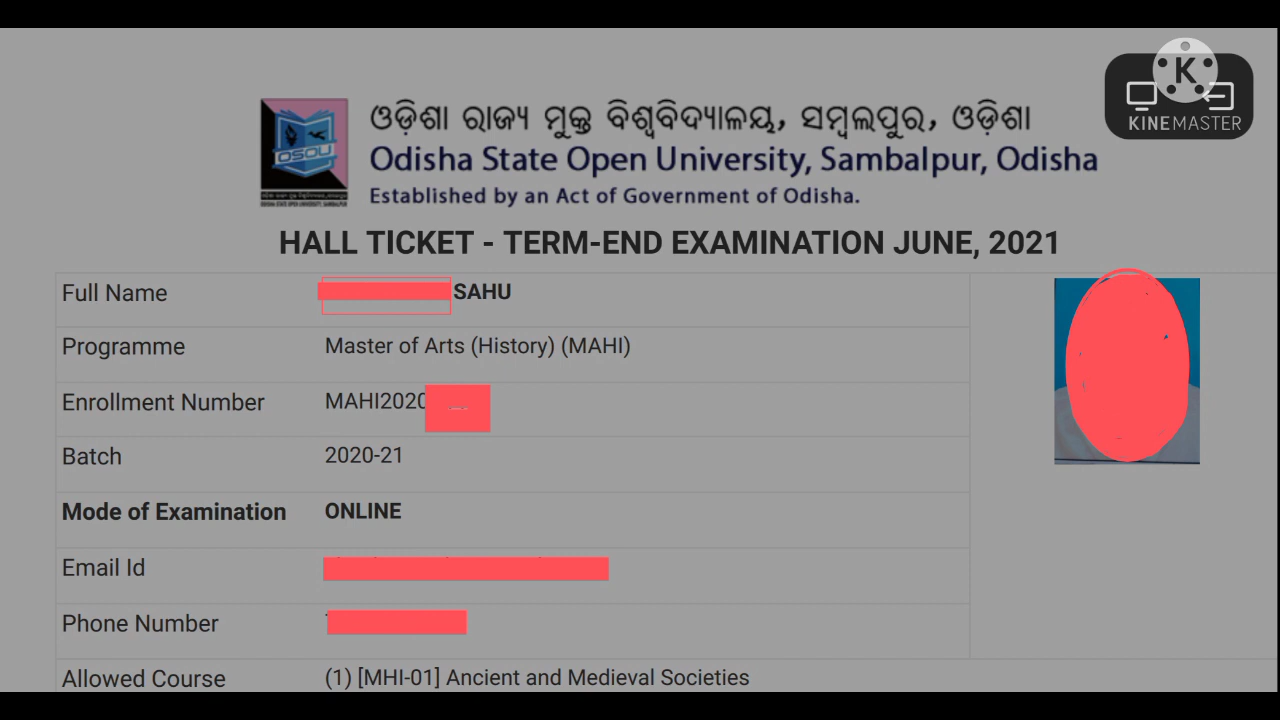 KINEMASTER
ଓଡ଼ିଶା ରାଜ୍ୟ ମୁକ୍ତ ବିଶ୍ୱବିଦ୍ୟାଳୟ, ସମ୍ବଲପୁର, ଓଡ଼ିଶା
OSOU
Odisha State Open University, Sambalpur, Odisha
Established by an Act of Government of Odisha.
HALL TICKET - TERM-END EXAMINATION JUNE, 2021
Full Name SAHU
Programme Master of Arts (History) (MAHI)
Enrollment Number MAHI2020
Batch 2020-21
Mode of Examination ONLINE
Email Id
Phone Number
Allowed Course (1) [MHI-01] Ancient and Medieval Societies